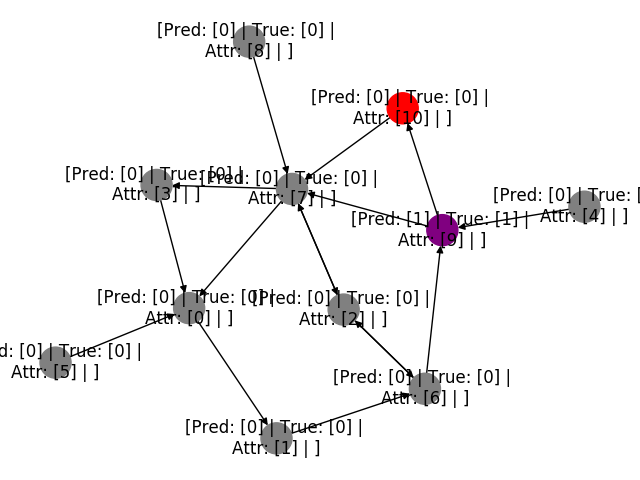 [Pred: [0] | True: [0] |
Attr: [8] | ]
[Pred: [0] | True: [0] |
Attr: [10] | ]
[Pred: [0] | True: [0] |
Attr: [3] | ]
[Pred: [0] | True: [0] |
Attr: [7] | ]
[Pred: [0] | True: [
Attr: [4] | ]
[Pred: [1] | True: [1] |
Attr: [9] | ]
[Pred: [0] | True: [0] |
Attr: [0] | ]
[Pred: [0] | True: [0] |
Attr: [2] | ]
d: [0] | True: [0] |
Attr: [5] | ]
[Pred: [0] | True: [0] |
Attr: [6] | ]
[Pred: [0] | True: [0] |
Attr: [1] | ]